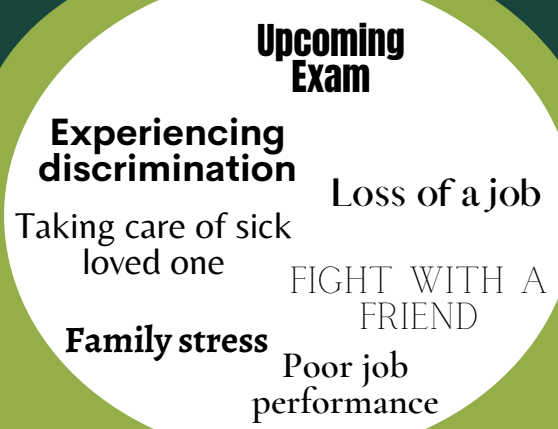 Upcoming
Exam
Experiencing
discrimination
Loss of a job
Taking care of sick
loved one
FIGHT WITH A
FRIEND
Family stress
Poor job
performance